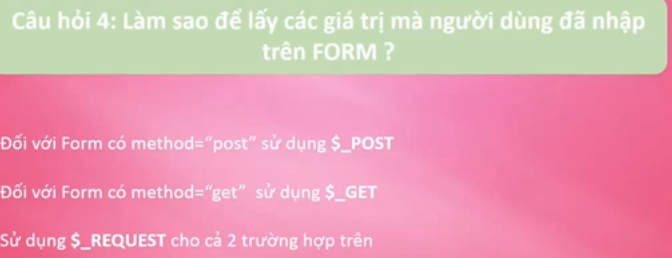 Câu hỏi 4: Làm sao để lấy các giá trị mà người dùng đã nhập
trên FORM ?
Đối với Form có method="post" sử dụng $_POST
Đối với Form có method="get" sử dụng $_GET
Sử dụng $_REQUEST cho cả 2 trường hợp trên